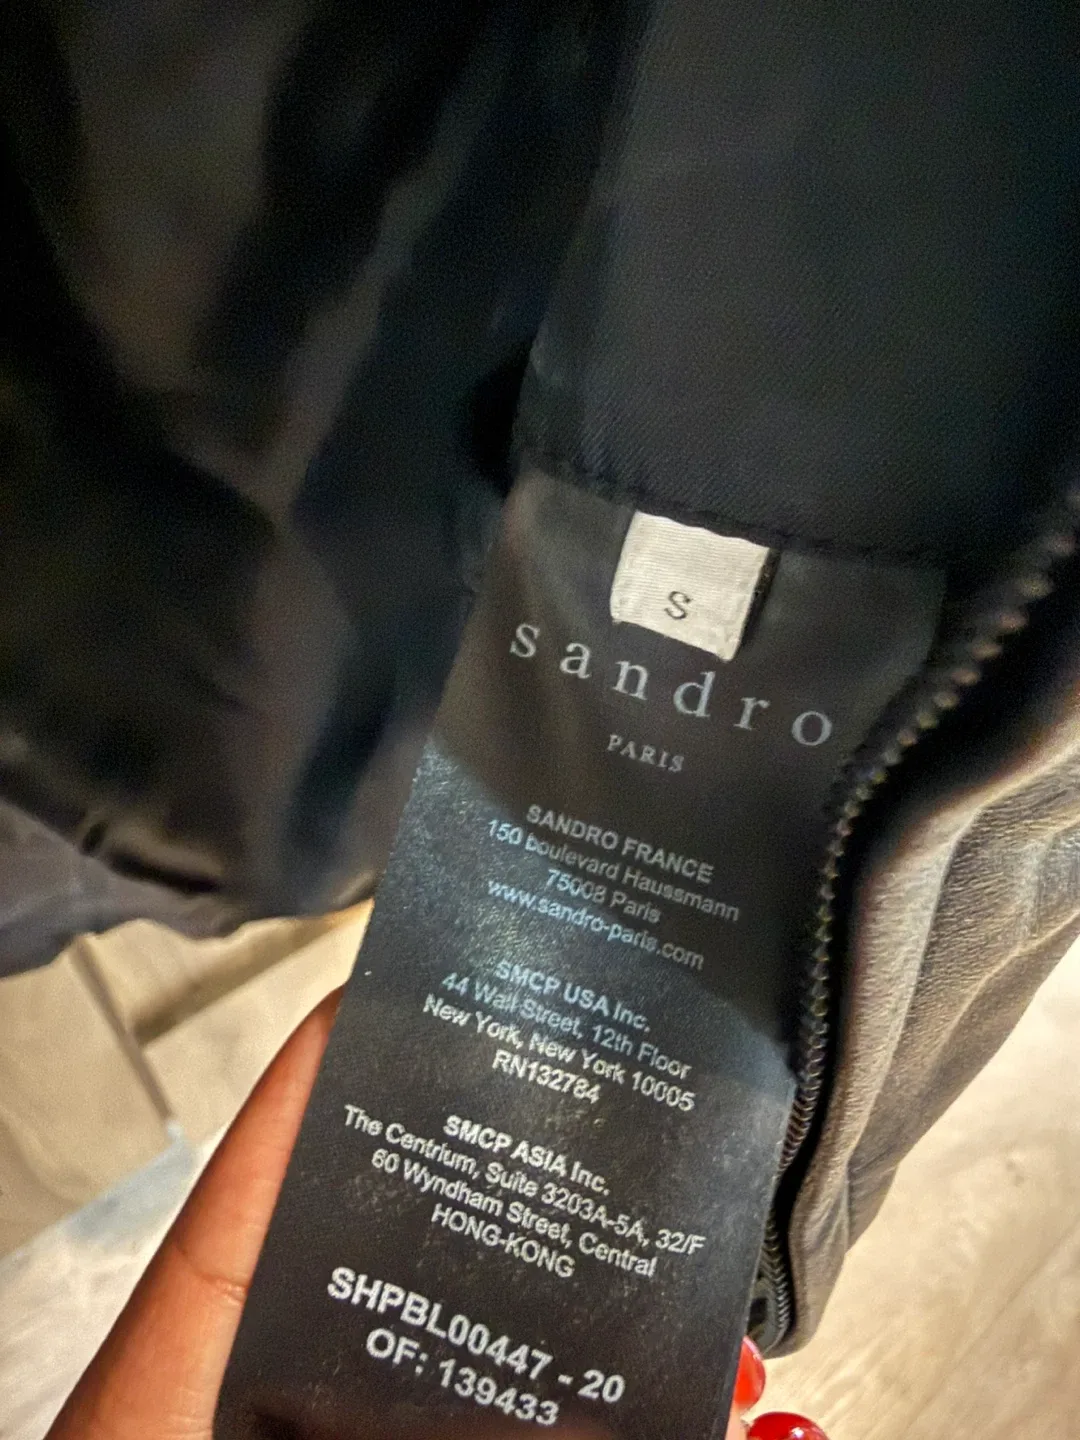 S
sandro
PARIS
SANDRO FRANCE
150 boulevard Haussmann
75008 Paris
www.sandro-paris.com
SMCP USA Inc.
44 Wall Street, 12th Floor
New York, New York 10005
RN132784
SMCP ASIA Inc.
The Centrium, Suite 3203A-5A, 32/F
60 Wyndham Street, Central
HONG-KONG
SHPBL00447 - 20
OF: 139433